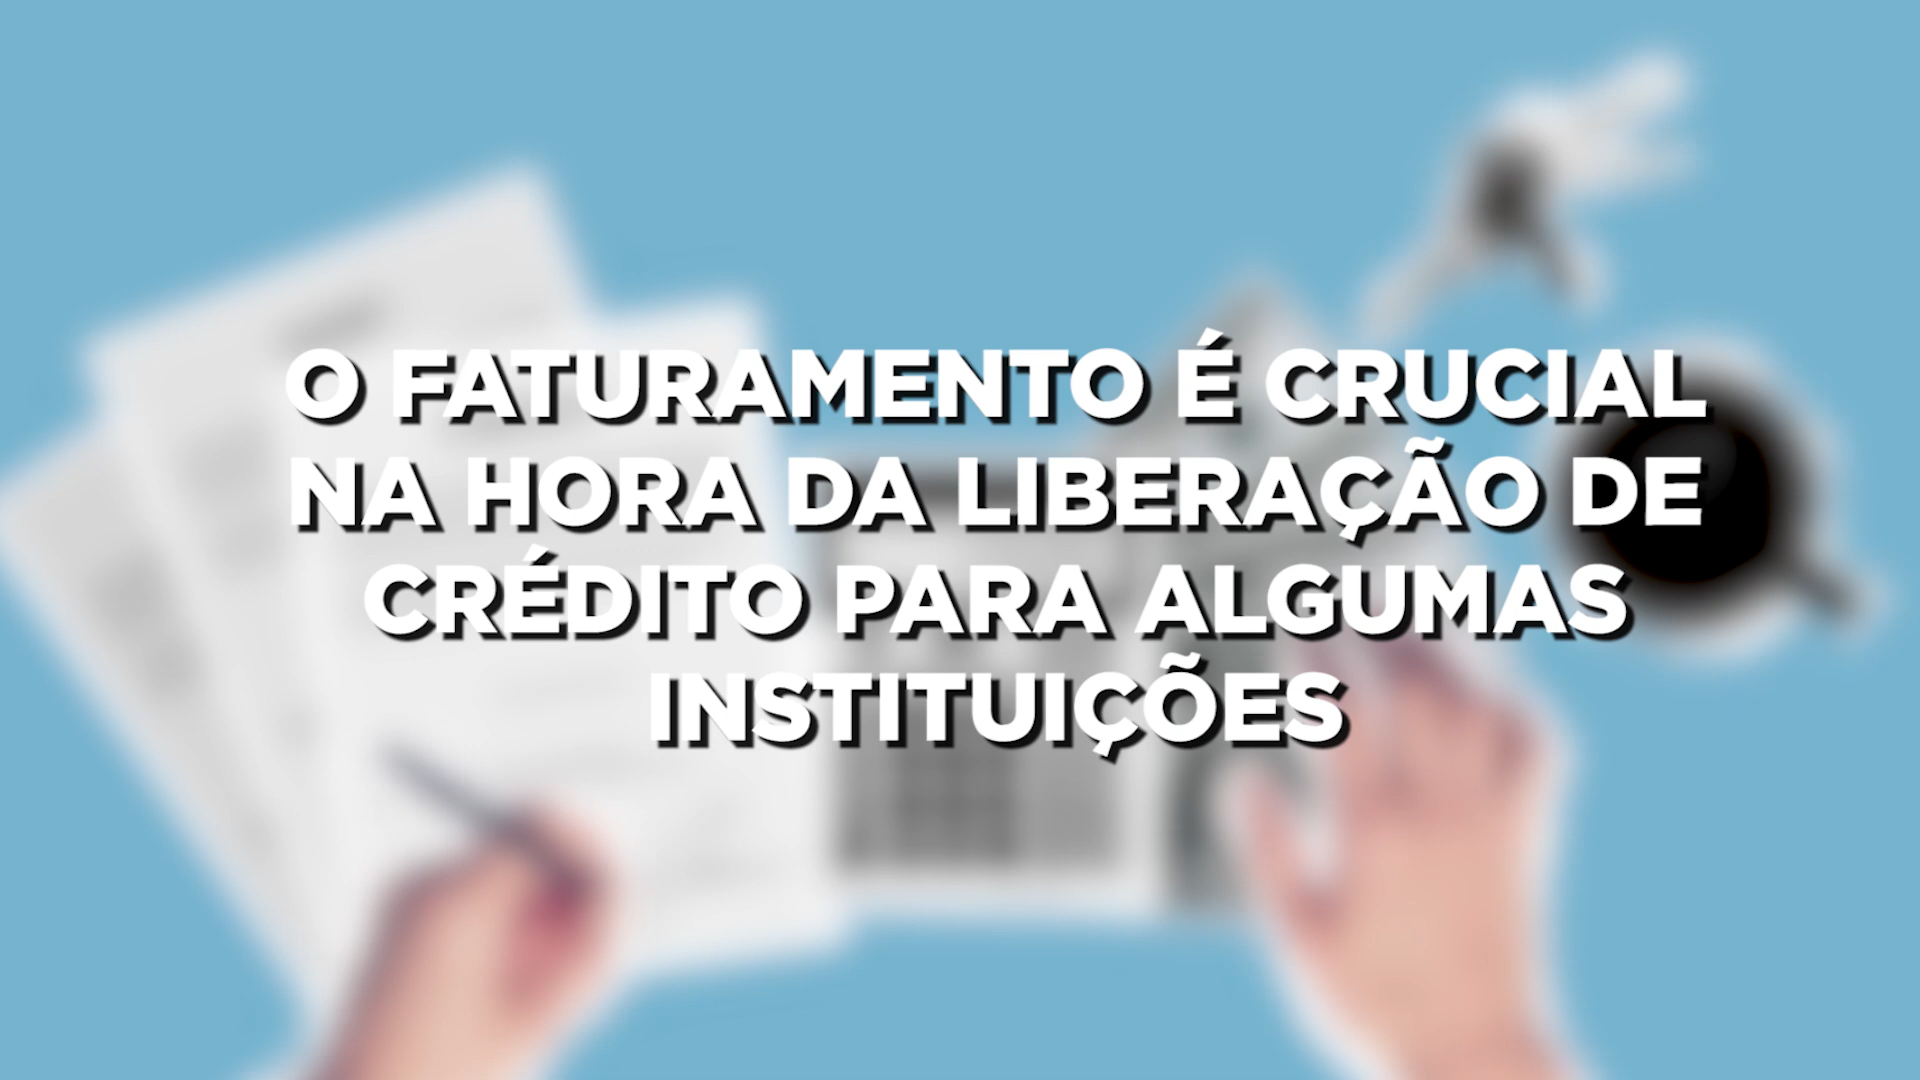 O FATURAMENTO É CRUCIAL
NA HORA DA LIBERAÇÃO DE
CRÉDITO PARA ALGUMAS
INSTITUIÇÕES